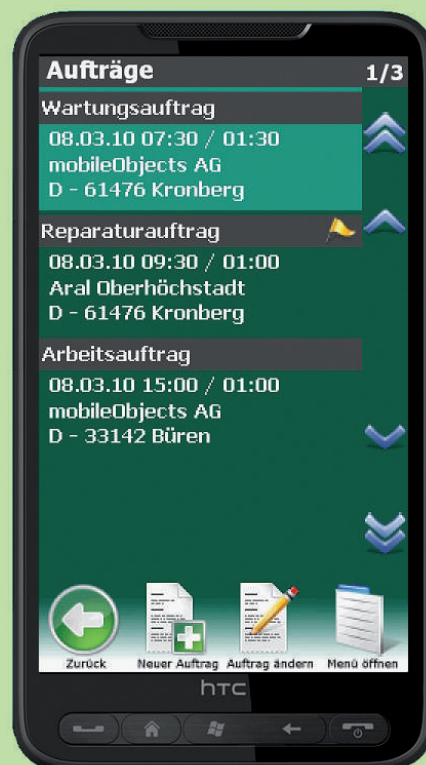 Aufträge 1/3
Wartungsauftrag
08.03.10 07:30 / 01:30
mobileObjects AG
D - 61476 Kronberg
Reparaturauftrag
08.03.10 09:30 / 01:00
Aral Oberhöchstadt
D - 61476 Kronberg
Arbeitsauftrag
08.03.10 15:00 / 01:00
mobileObjects AG
D - 33142 Büren
Zurück Neuer Auftrag Auftrag ändern Menü öffnen
hTC